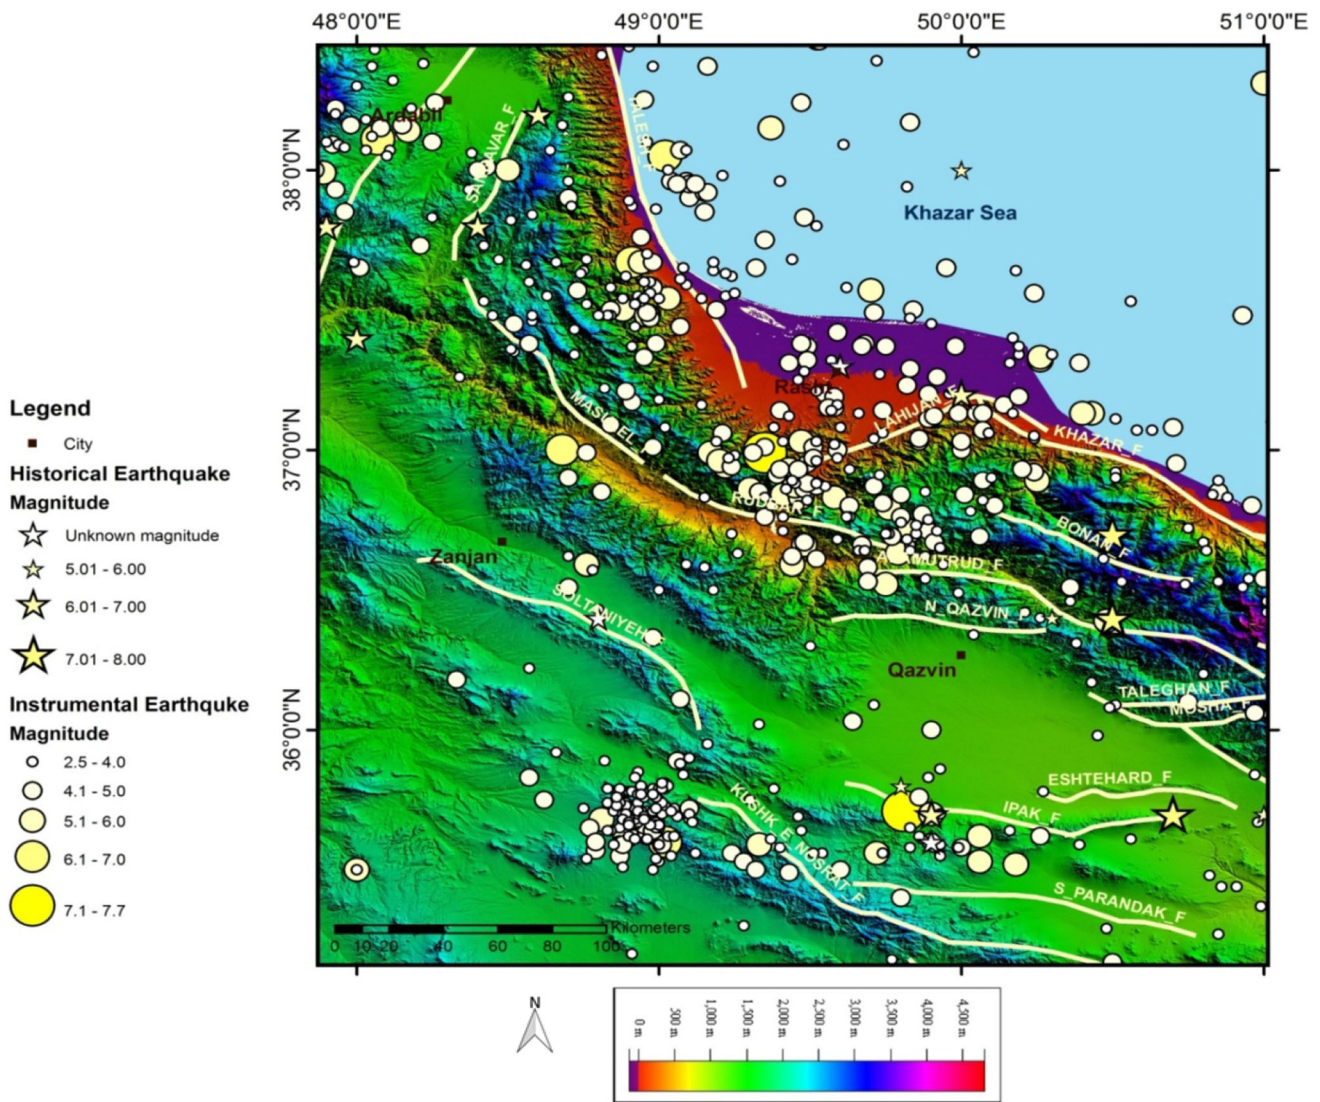 48°0'0"E
49°0'0"E
50°0'0"E
51°0'0"E
38°0'0"N
37°0'0"N
36°0'0"N
Ardabil
SANGAVAR_F
TALESH_F
Khazar Sea
Rasht
MASULEH_F
LAHIJAN_F
KHAZAR_F
RUDBAR_F
BONAN_F
Zanjan
ALAMUTRUD_F
SOLTANIYEH_F
N_QAZVIN_F
Qazvin
TALEGHAN_F
MOSHA_F
ESHTEHARD_F
IPAK_F
KUSHK_E_NOSRAT_F
S_PARANDAK_F
0 10 20 40 60 80 100
Kilometers
Legend
City
Historical Earthquake
Magnitude
Unknown magnitude
5.01 - 6.00
6.01 - 7.00
7.01 - 8.00
Instrumental Earthquke
Magnitude
2.5 - 4.0
4.1 - 5.0
5.1 - 6.0
6.1 - 7.0
7.1 - 7.7
N
0 m
500 m
1,000 m
1,500 m
2,000 m
2,500 m
3,000 m
3,500 m
4,000 m
4,500 m